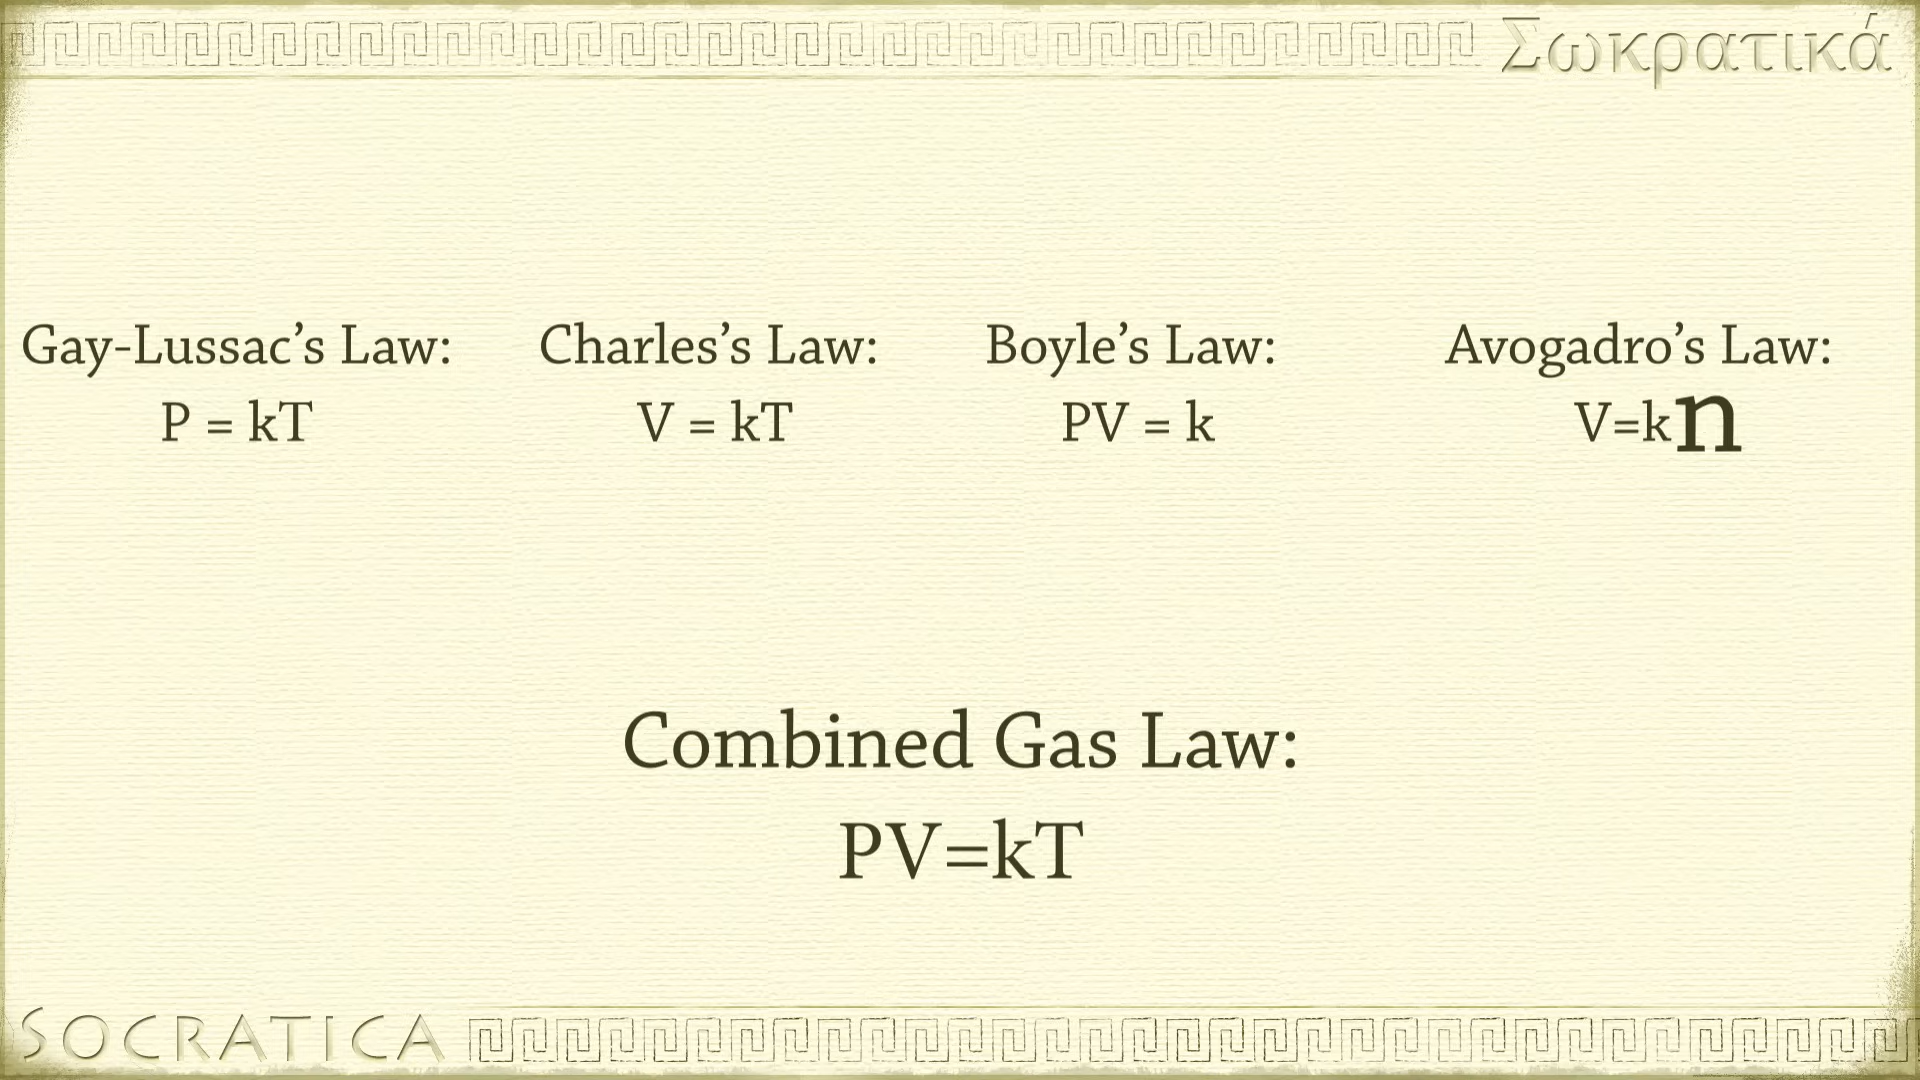 Σωκρατικά
Gay-Lussac’s Law:
P = kT
Charles’s Law:
V = kT
Boyle’s Law:
PV = k
Avogadro’s Law:
V=kn
Combined Gas Law:
PV=kT
SOCRATICA